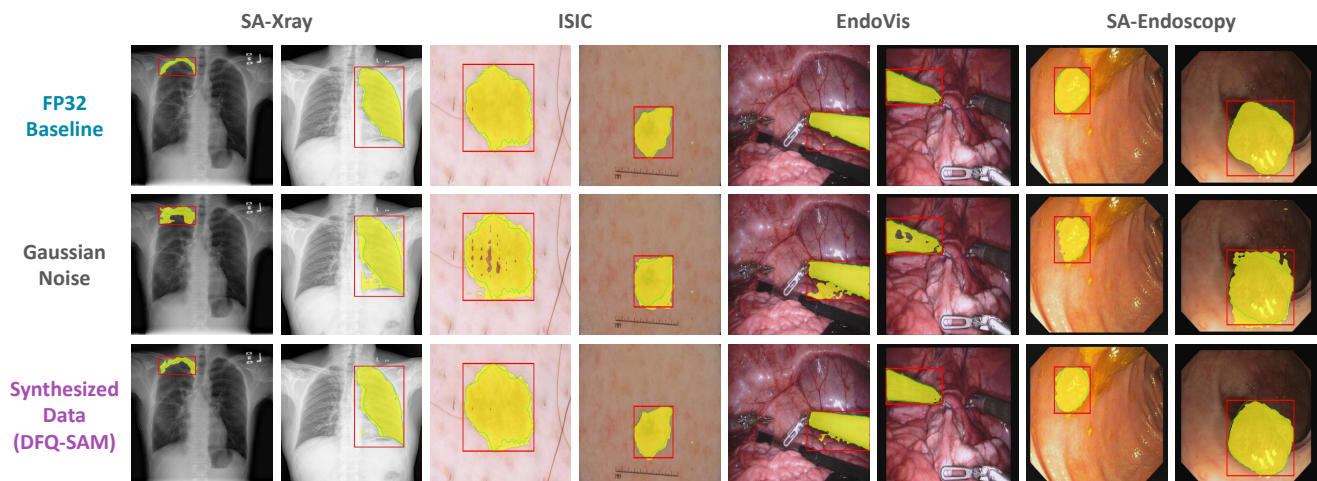 SA-Xray
ISIC
EndoVis
SA-Endoscopy
FP32
Baseline
Gaussian
Noise
Synthesized
Data
(DFQ-SAM)